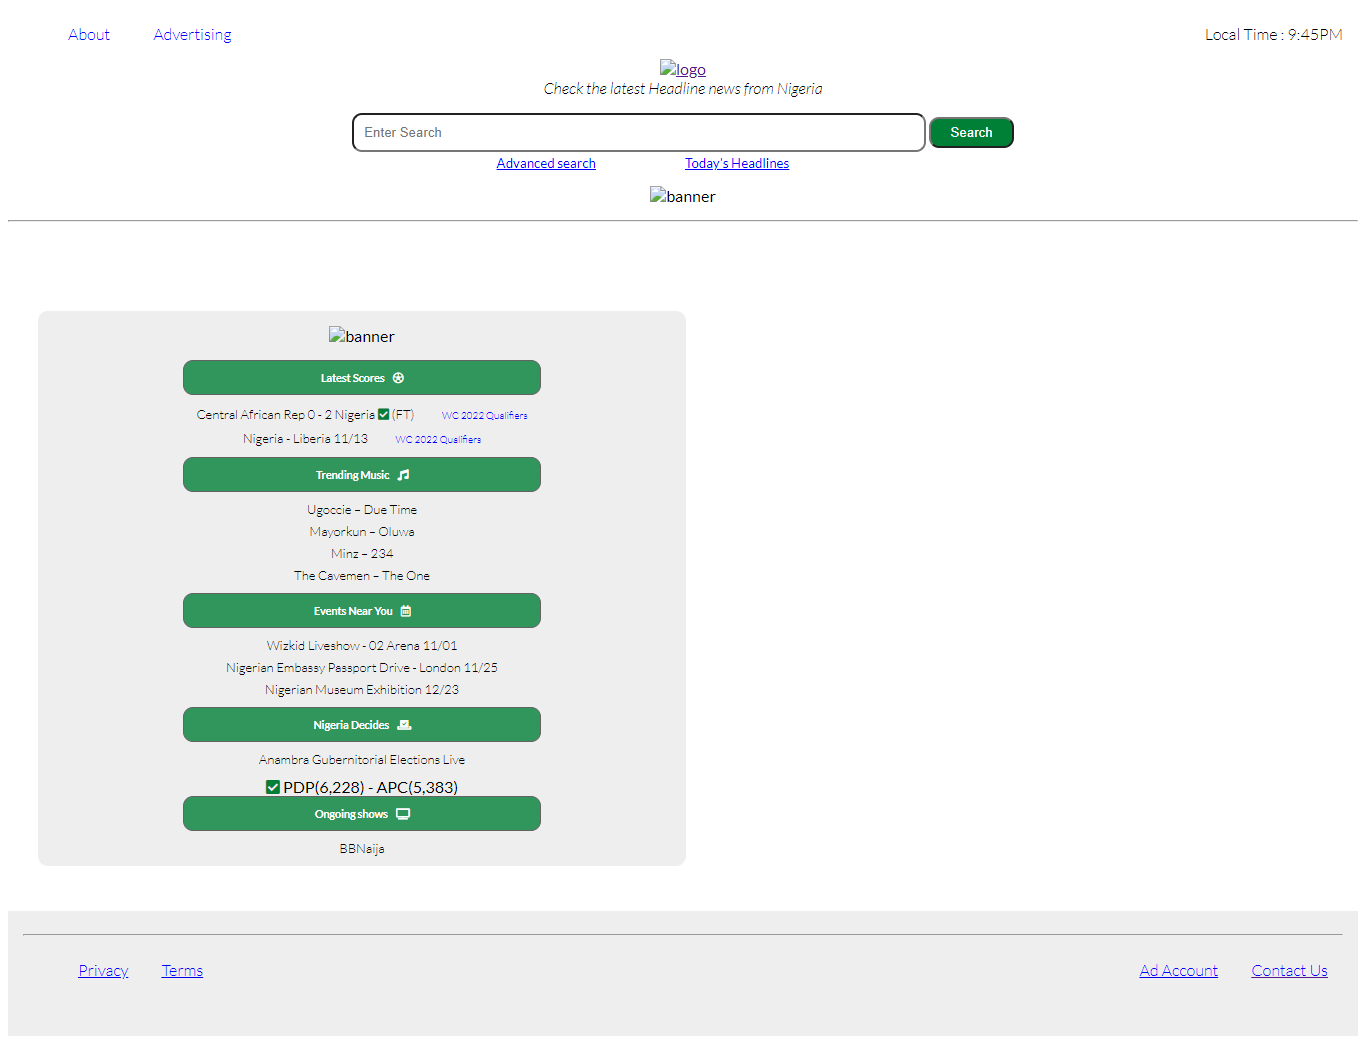 About Advertising Local Time : 9:45PM
logo
Check the latest Headline news from Nigeria
Enter Search Search
Advanced search Today's Headlines
banner
banner
Latest Scores
Central African Rep 0 - 2 Nigeria (FT) WC 2022 Qualifiers
Nigeria - Liberia 11/13 WC 2022 Qualifiers
Trending Music
Ugoccie – Due Time
Mayorkun – Oluwa
Minz – 234
The Cavemen – The One
Events Near You
Wizkid Liveshow - 02 Arena 11/01
Nigerian Embassy Passport Drive - London 11/25
Nigerian Museum Exhibition 12/23
Nigeria Decides
Anambra Gubernitorial Elections Live
PDP(6,228) - APC(5,383)
Ongoing shows
BBNaija
Privacy Terms Ad Account Contact Us